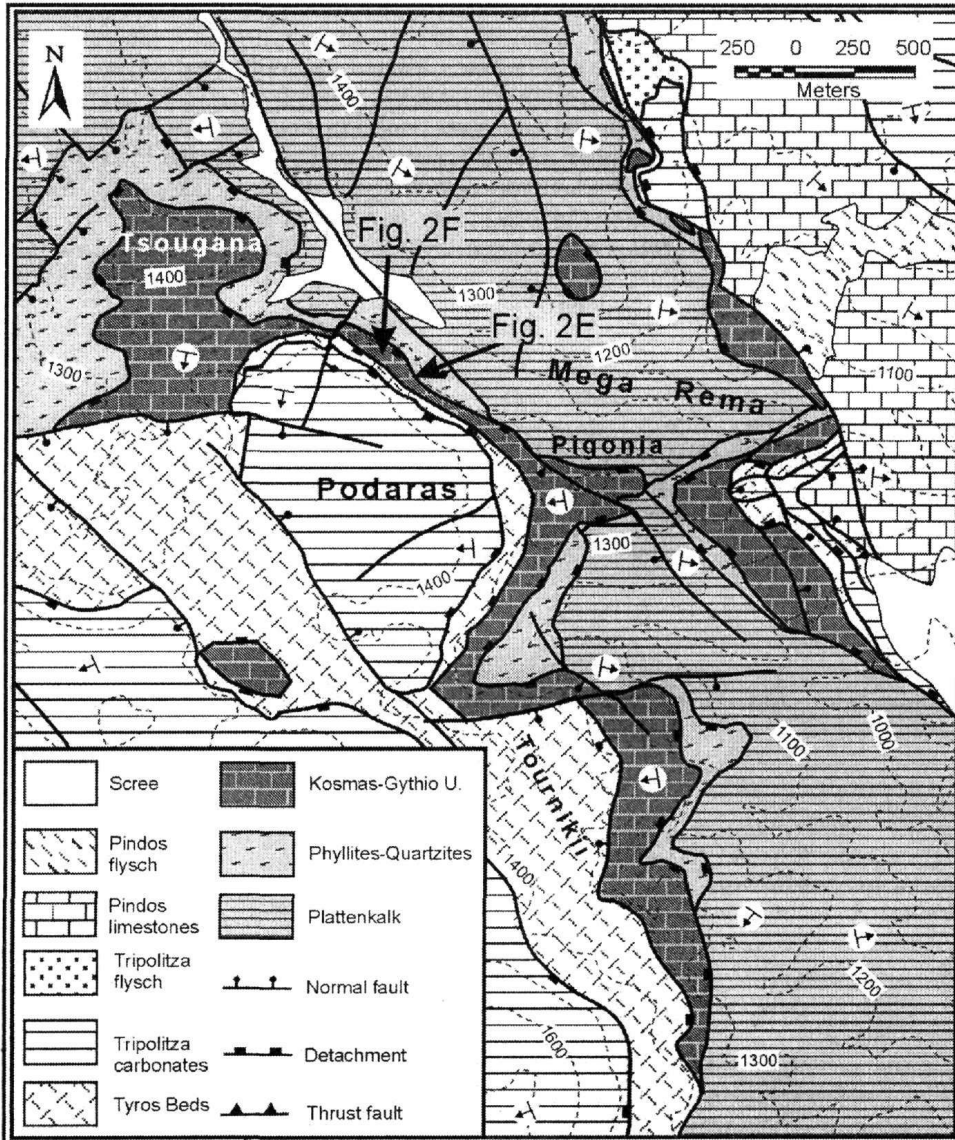 N
250 0 250 500
Meters
1400
Tsougana
1400
Fig. 2F
1300
Fig. 2E
1200
1300
Mega Rema
1100
Pigonia
Podaras
1300
1400
1000
1100
Tourniki
1400
1200
1600
1300
Scree
Kosmas-Gythio U.
Pindos
flysch
Phyllites-Quartzites
Pindos
limestones
Plattenkalk
Tripolitza
flysch
Normal fault
Tripolitza
carbonates
Detachment
Tyros Beds
Thrust fault